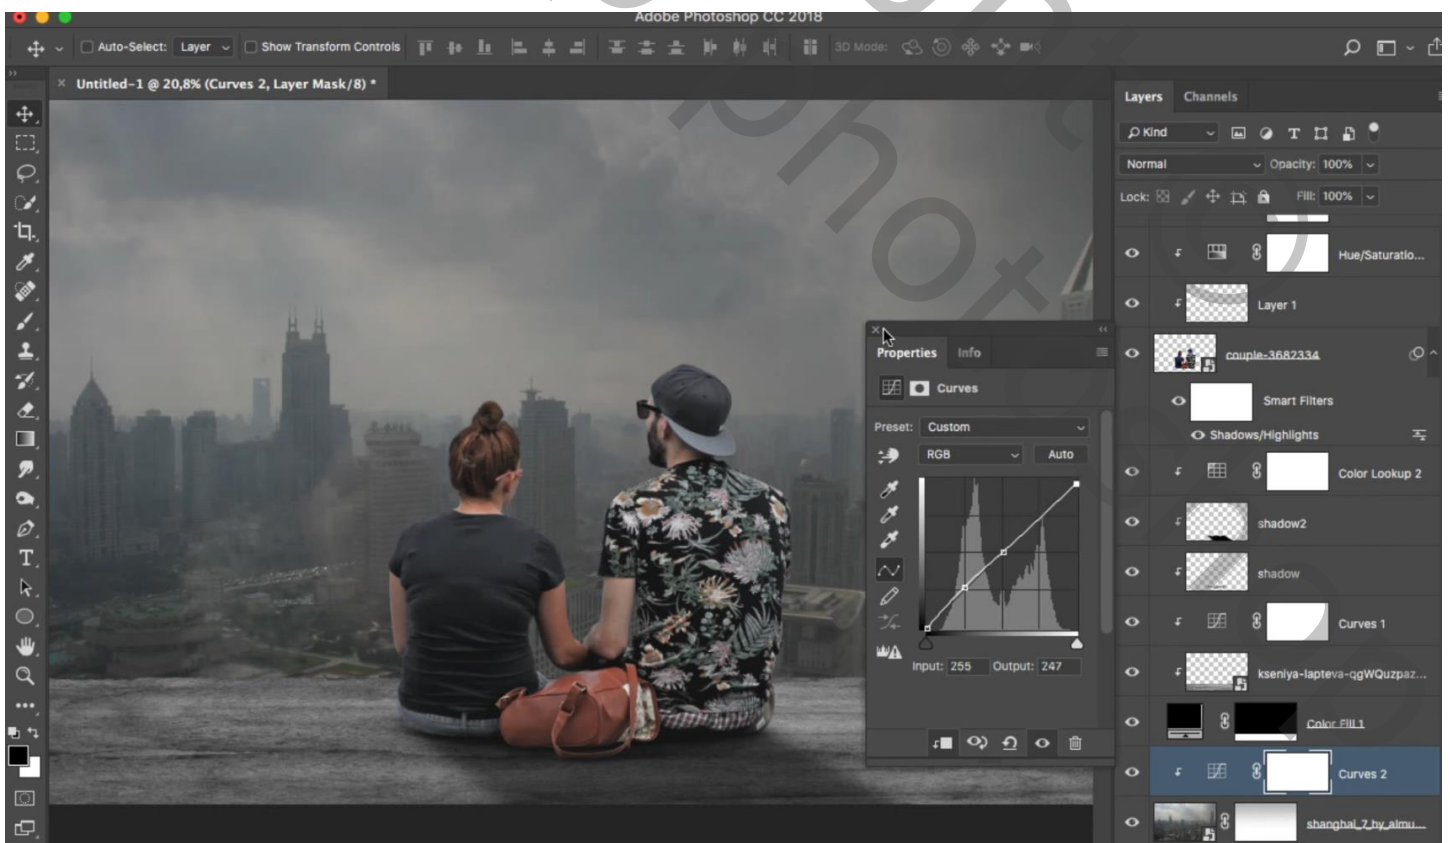 Adobe Photoshop CC 2018
Auto-Select: Layer Show Transform Controls 3D Mode:
× Untitled-1 @ 20,8% (Curves 2, Layer Mask/8) *
Layers Channels
Kind
Normal Opacity: 100%
Lock: Fill: 100%
Hue/Saturatio...
Layer 1
couple-3682334
Smart Filters
Shadows/Highlights
Color Lookup 2
shadow2
shadow
Curves 1
kseniya-lapteva-qgWQuzpaz...
Color Fill 1
Curves 2
shanghai_7_by_almu...
Properties Info
Curves
Preset: Custom
RGB Auto
Input: 255 Output: 247
photo